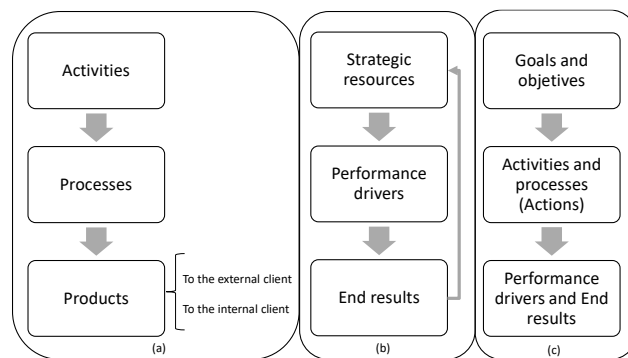 Activities
Processes
Products
To the external client
To the internal client
(a)
Strategic
resources
Performance
drivers
End results
(b)
Goals and
objetives
Activities and
processes
(Actions)
Performance
drivers and End
results
(c)